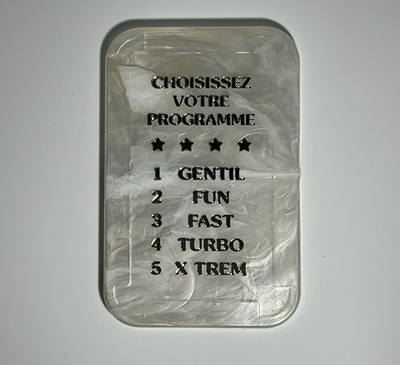 CHOISISSEZ
VOTRE
PROGRAMME
★ ★ ★ ★
1 GENTIL
2 FUN
3 FAST
4 TURBO
5 X TREM